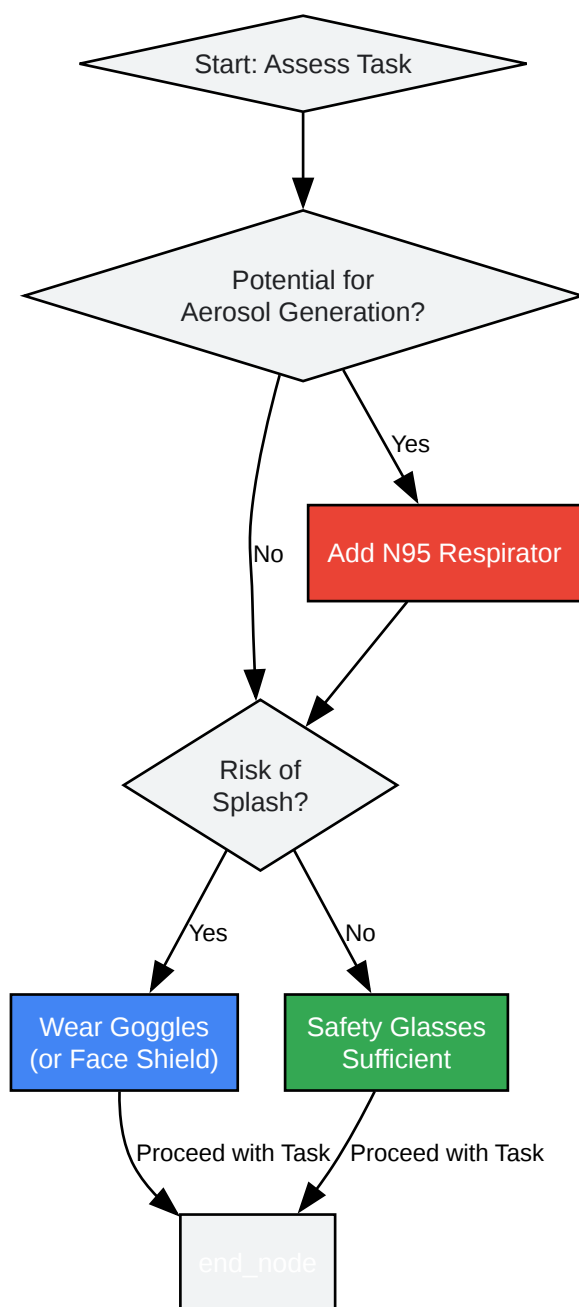 Start: Assess Task
Potential for
Aerosol Generation?
Yes
Add N95 Respirator
No
Risk of
Splash?
Yes
No
Wear Goggles
(or Face Shield)
Safety Glasses
Sufficient
Proceed with Task
Proceed with Task
end_node